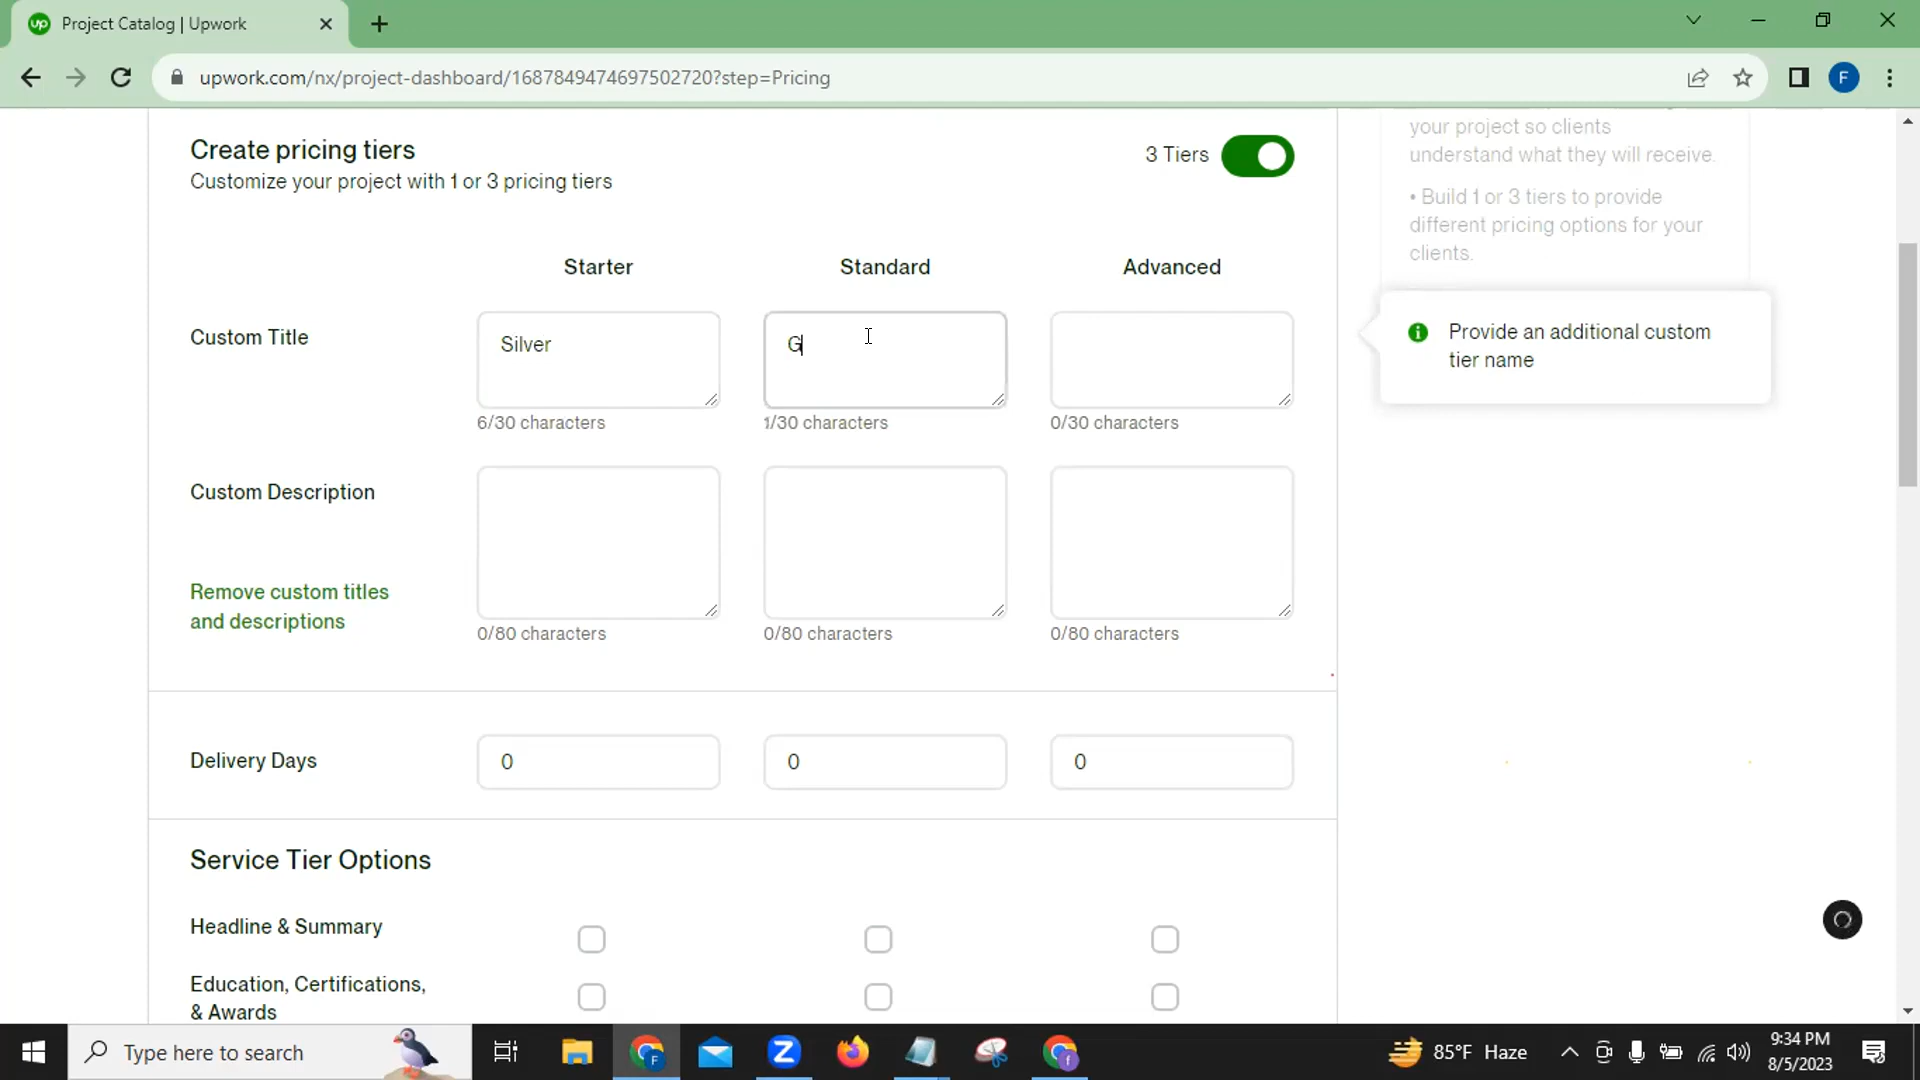 up Project Catalog | Upwork
upwork.com/nx/project-dashboard/1687849474697502720?step=Pricing
F
Create pricing tiers
3 Tiers
Customize your project with 1 or 3 pricing tiers
your project so clients
understand what they will receive.
• Build 1 or 3 tiers to provide
different pricing options for your
clients.
Starter Standard Advanced
Custom Title
Silver
G
Provide an additional custom
tier name
6/30 characters
1/30 characters
0/30 characters
Custom Description
Remove custom titles
and descriptions
0/80 characters
0/80 characters
0/80 characters
Delivery Days
0
0
0
Service Tier Options
Headline & Summary
Education, Certifications,
& Awards
Type here to search
85°F Haze
9:34 PM
8/5/2023